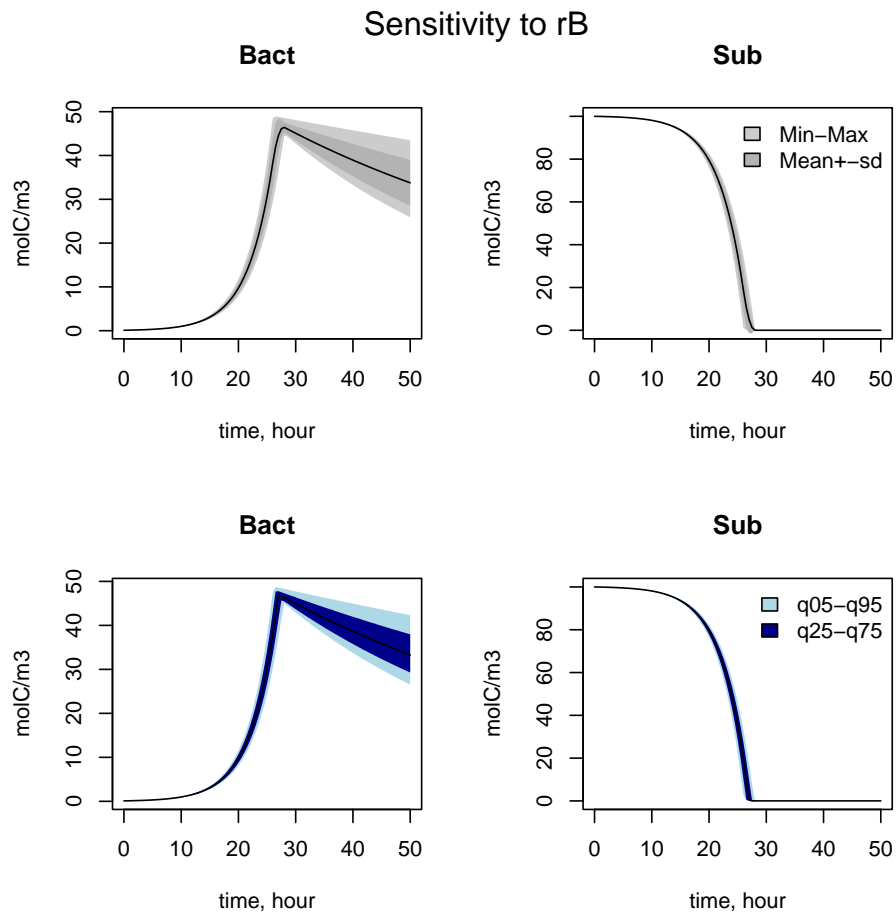 Sensitivity to rB
Bact
Sub
molC/m3
0 10 20 30 40 50
0 10 20 30 40 50
time, hour
molC/m3
0 20 40 60 80
Min−Max
Mean+−sd
0 10 20 30 40 50
time, hour
Bact
Sub
molC/m3
0 10 20 30 40 50
0 10 20 30 40 50
time, hour
molC/m3
0 20 40 60 80
q05−q95
q25−q75
0 10 20 30 40 50
time, hour